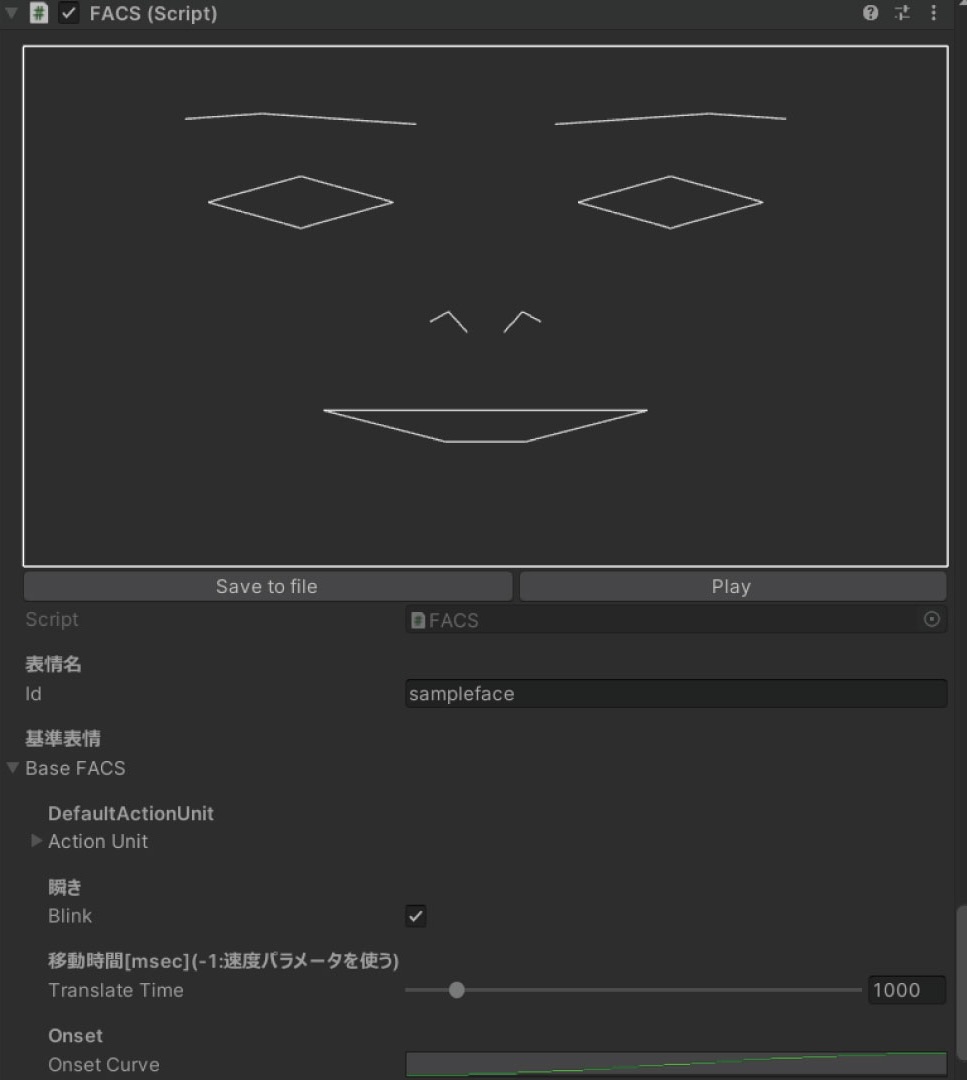 FACS (Script)
Save to file
Play
Script
FACS
表情名
Id
sampleface
基準表情
Base FACS
DefaultActionUnit
Action Unit
瞬き
Blink
移動時間[msec](-1:速度パラメータを使う)
Translate Time
1000
Onset
Onset Curve